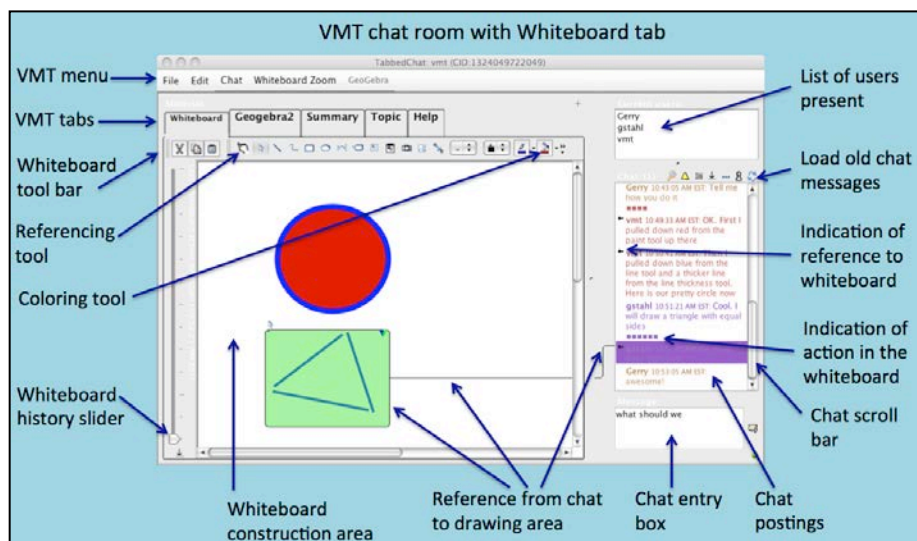 VMT chat room with Whiteboard tab
TabbedChat: vmt (CID:1324049722049)
VMT menu
File Edit Chat Whiteboard Zoom GeoGebra
List of users
present
VMT tabs
Whiteboard Geogebra2 Summary Topic Help
Gerry
gstahl
vmt
Whiteboard
tool bar
Load old chat
messages
Referencing
tool
Gerry 10:43:05 AM EST: Tell me
how you do it
vmt 10:49:33 AM EST: OK. First I
pulled down red from the
paint tool up there
Indication of
reference to
whiteboard
pulled down blue from the
line tool and a thicker line
from the line thickness tool.
Here is our pretty circle now
Coloring tool
gstahl 10:51:21 AM EST: Cool. I
will draw a triangle with equal
sides
Indication of
action in the
whiteboard
Gerry 10:53:05 AM EST:
awesome!
Whiteboard
history slider
Message:
what should we
Chat scroll
bar
Whiteboard
construction area
Reference from chat
to drawing area
Chat entry
box
Chat
postings